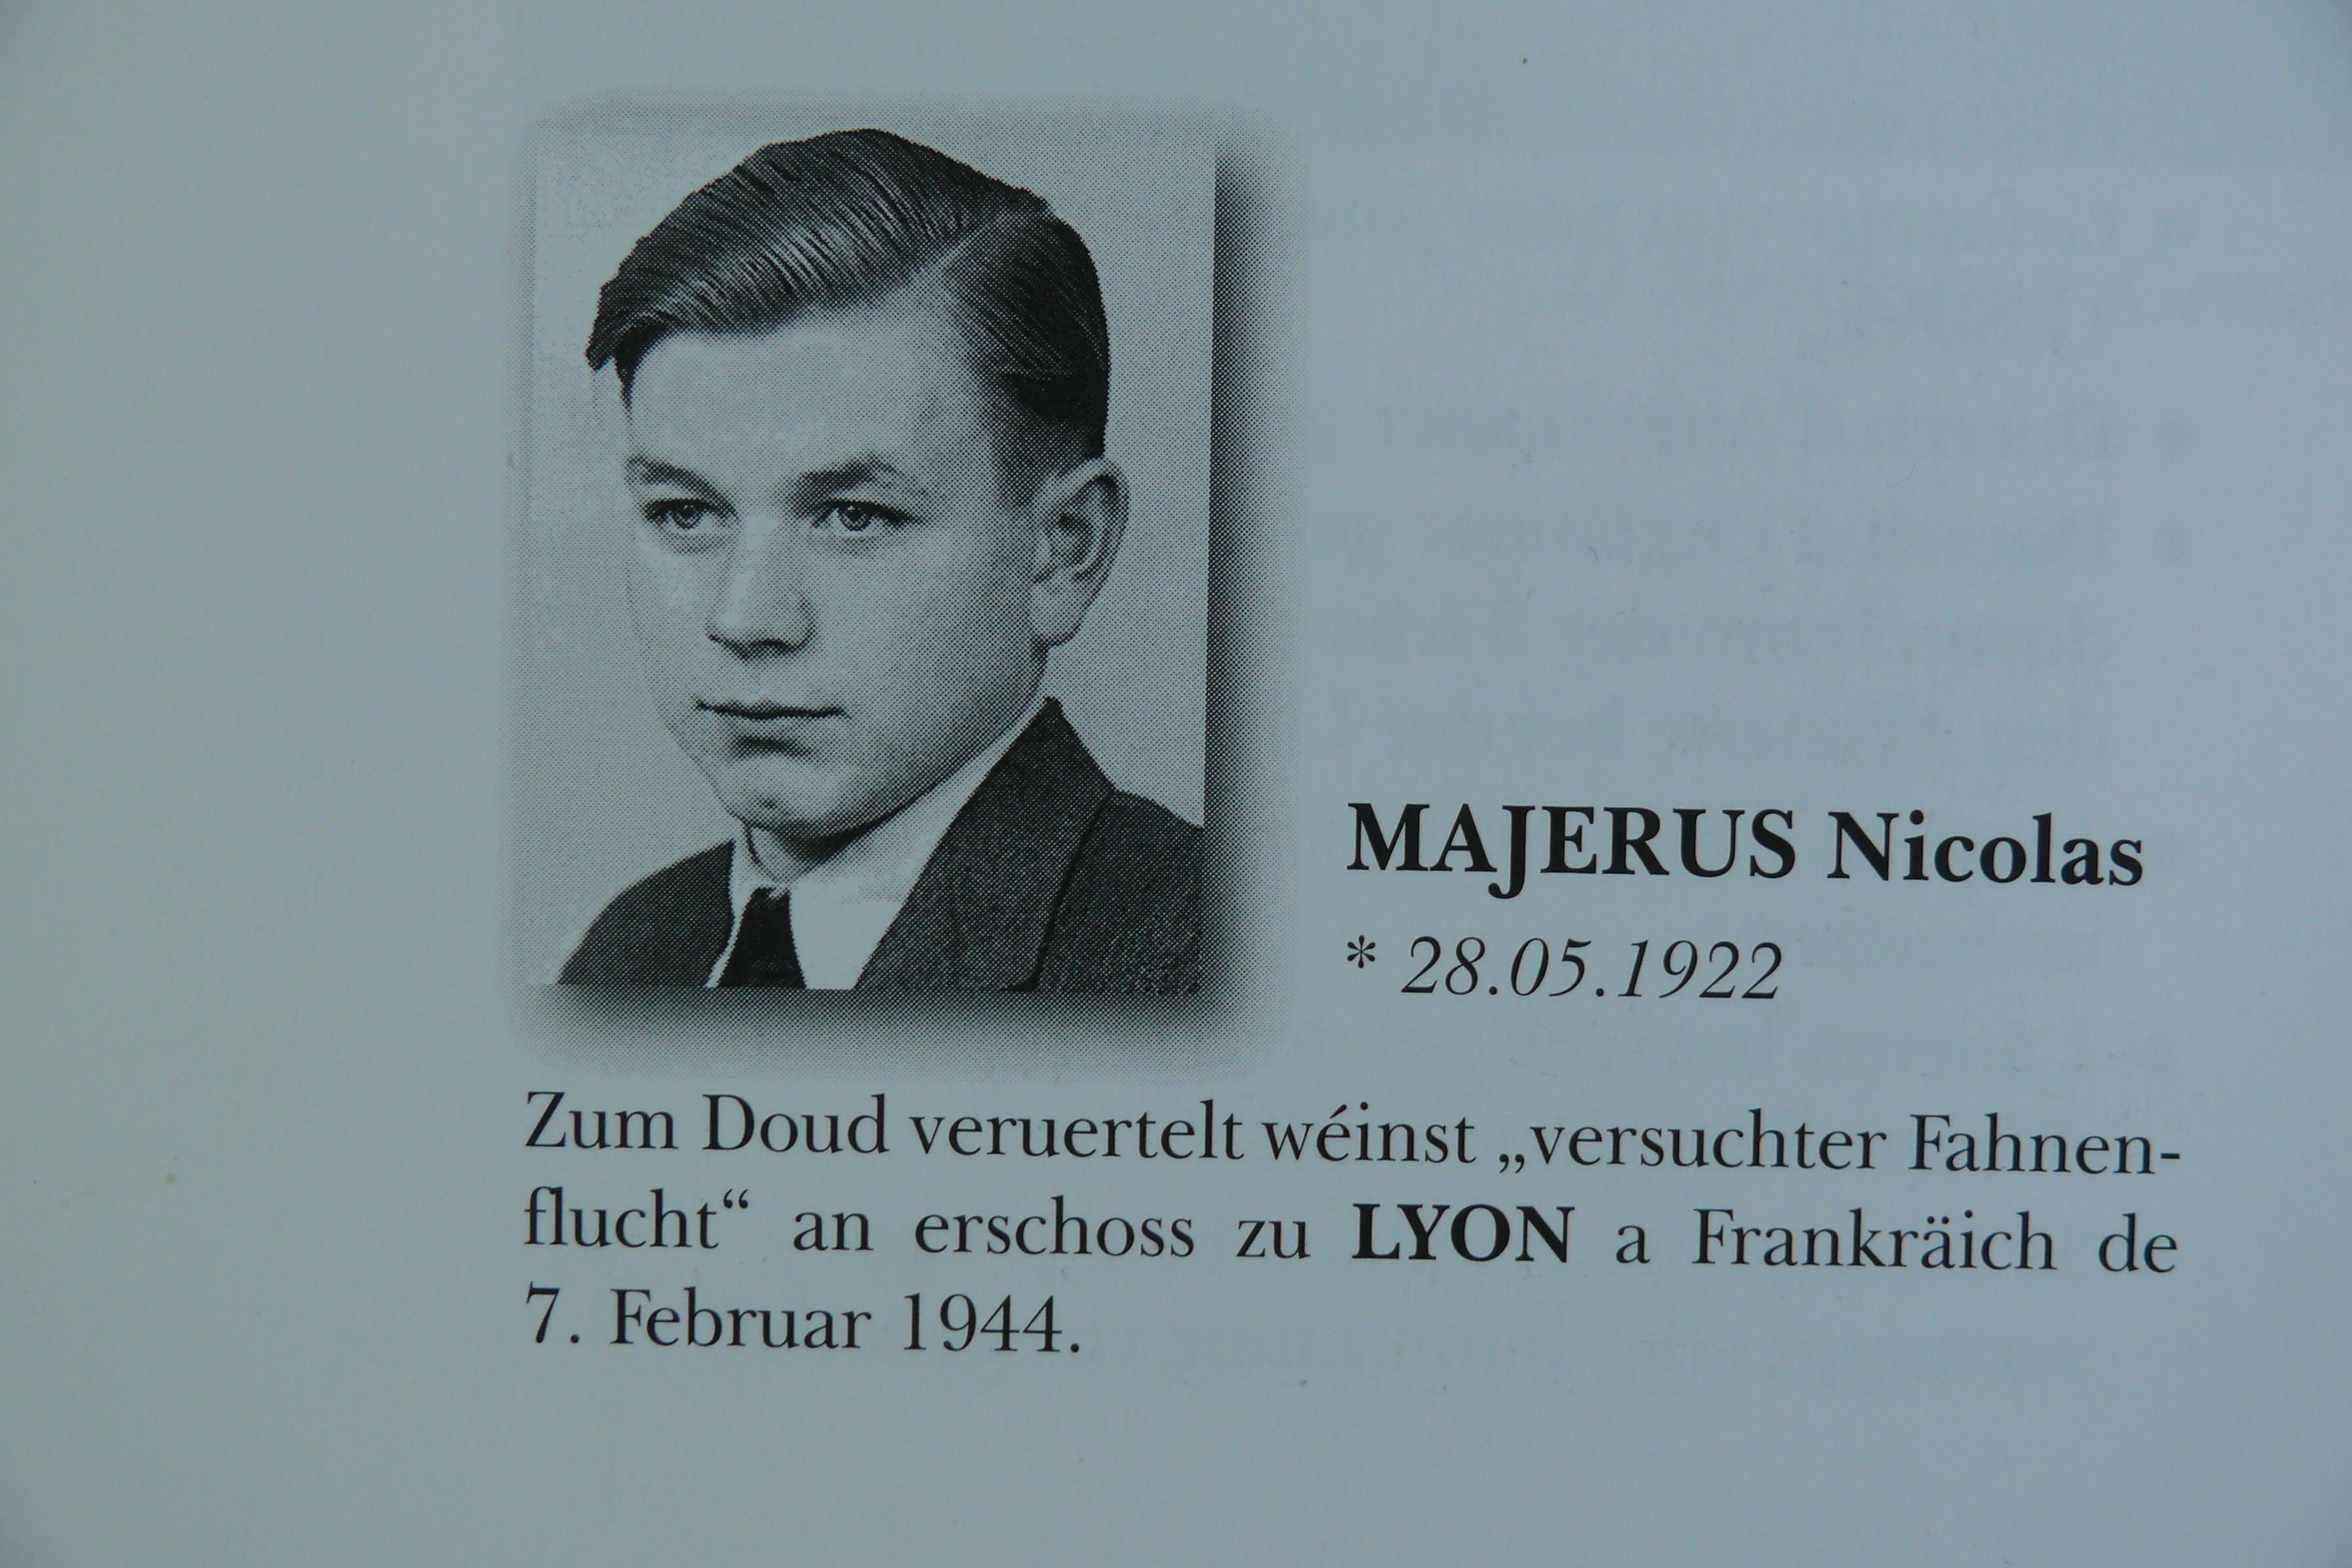 MAJERUS Nicolas
* 28.05.1922
Zum Doud veruertelt wéinst „versuchter Fahnen-
flucht“ an erschoss zu LYON a Frankräich de
7. Februar 1944.